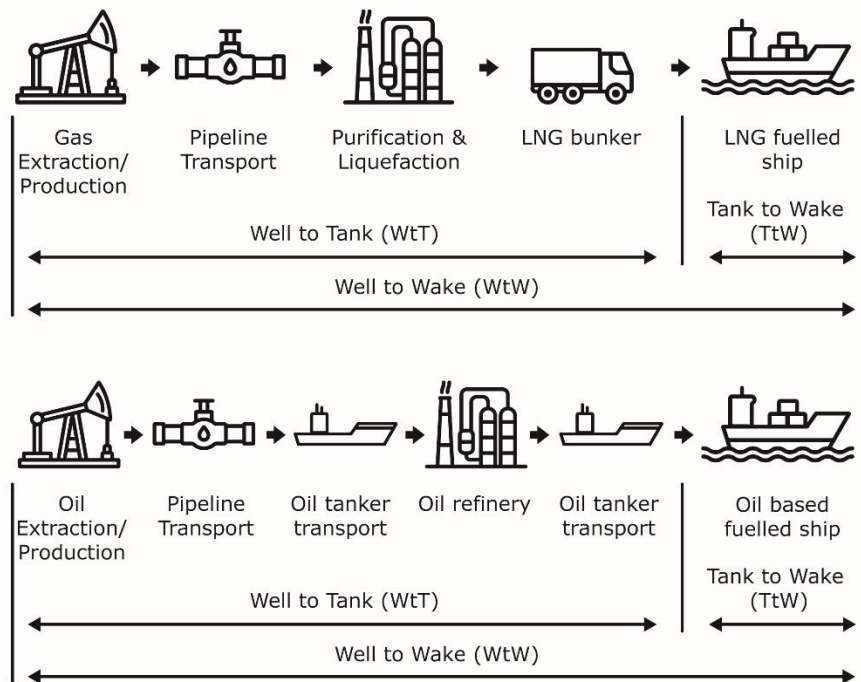 Gas
Extraction/
Production
Pipeline
Transport
Purification &
Liquefaction
LNG bunker
LNG fuelled
ship
Well to Tank (WtT)
Tank to Wake
(TtW)
Well to Wake (WtW)
Oil
Extraction/
Production
Pipeline
Transport
Oil tanker
transport
Oil refinery
Oil tanker
transport
Oil based
fuelled ship
Well to Tank (WtT)
Tank to Wake
(TtW)
Well to Wake (WtW)